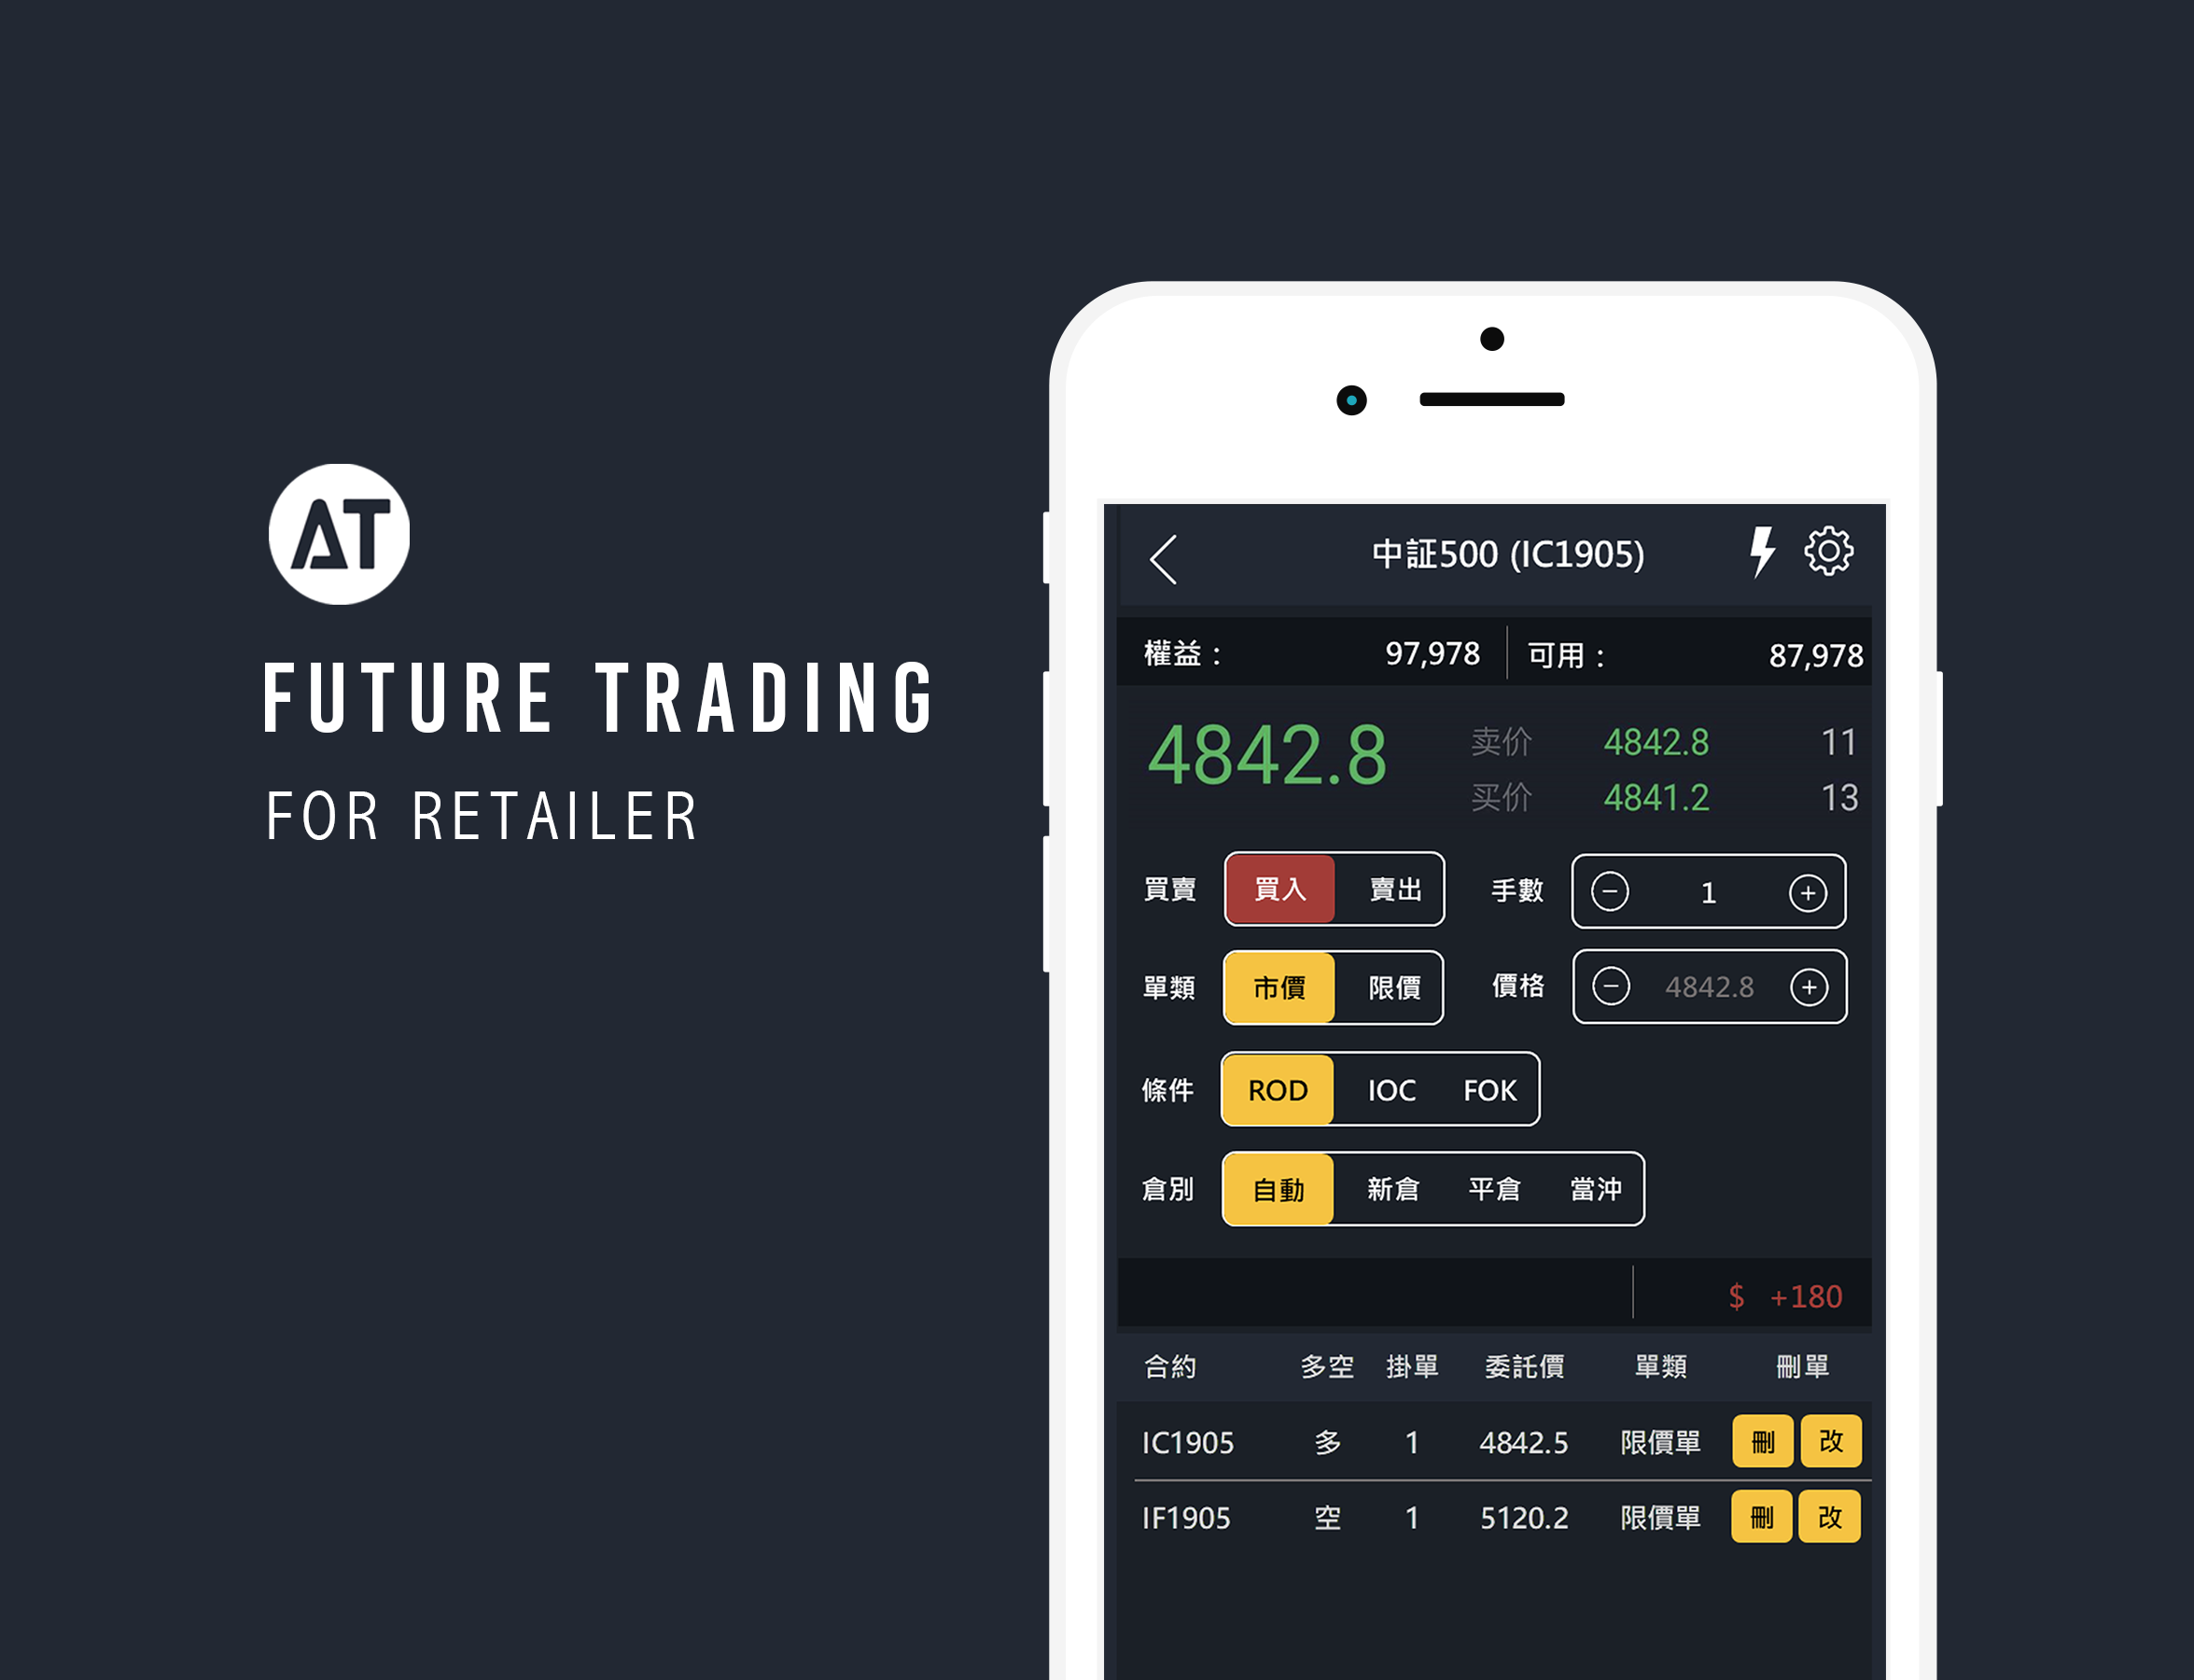 AT
FUTURE TRADING
FOR RETAILER
中証500 (IC1905)
權益： 97,978 可用： 87,978
4842.8
卖价 4842.8 11
买价 4841.2 13
買賣 買入 賣出 手數 1
單類 市價 限價 價格 4842.8
條件 ROD IOC FOK
倉別 自動 新倉 平倉 當沖
$ +180
合約 多空 掛單 委託價 單類 刪單
IC1905 多 1 4842.5 限價單 刪 改
IF1905 空 1 5120.2 限價單 刪 改